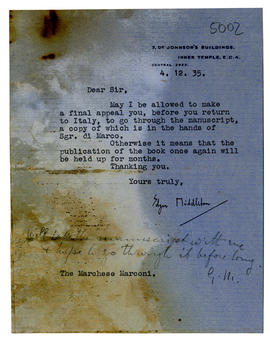 5002
3, DR JOHNSON'S BUILDINGS,
INNER TEMPLE, E.C.4.
CENTRAL
4. 12. 35.
Dear Sir,
May I be allowed to make
a final appeal you, before you return
to Italy, to go through the manuscript,
a copy of which is in the hands of
Sgr. di Marco.
Otherwise it means that the
publication of the book once again will
be held up for months.
Thanking you.
Yours truly,
Edgar Middleton
manuscript with me
& hope to go through it before long.
G. M.
The Marchese Marconi.